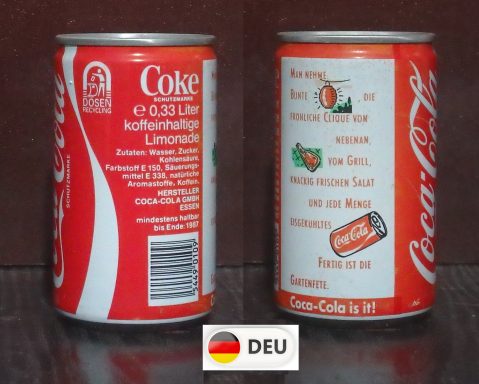 Coca-Cola
SCHUTZMARKE
DOSEN
RECYCLING
Coke
SCHUTZMARKE
℮ 0,33 Liter
koffeinhaltige
Limonade
Zutaten: Wasser, Zucker,
Kohlensäure,
Farbstoff E 150, Säuerungs-
mittel E 338, natürliche
Aromastoffe, Koffein.
HERSTELLER
COCA-COLA GMBH
ESSEN
mindestens haltbar
bis Ende: 1987
MAN NEHME
BUNTE DIE
FRÖHLICHE CLIQUE VOM
NEBENAN,
VOM GRILL,
KNACKIG FRISCHEN SALAT
UND JEDE MENGE
EISGEKÜHLTES
Coca-Cola
FERTIG IST DIE
GARTENFETE.
Coca-Cola is it!
Coca-Cola
DEU